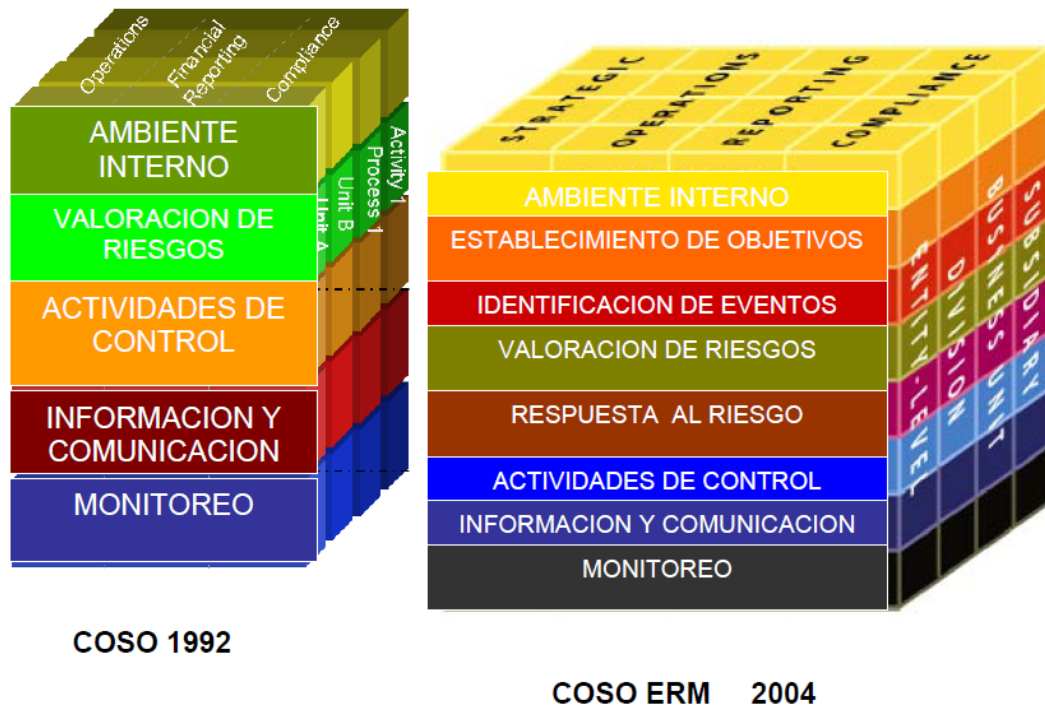 Operations
Financial
Reporting
Compliance
AMBIENTE
INTERNO
VALORACION DE
RIESGOS
ACTIVIDADES DE
CONTROL
INFORMACION Y
COMUNICACION
MONITOREO
Unit A
Unit B
Process 1
Activity 1
COSO 1992
STRATEGIC
OPERATIONS
REPORTING
COMPLIANCE
AMBIENTE INTERNO
ESTABLECIMIENTO DE OBJETIVOS
IDENTIFICACION DE EVENTOS
VALORACION DE RIESGOS
RESPUESTA AL RIESGO
ACTIVIDADES DE CONTROL
INFORMACION Y COMUNICACION
MONITOREO
ENTITY-LEVEL
DIVISION
BUSINESS UNIT
SUBSIDIARY
COSO ERM 2004